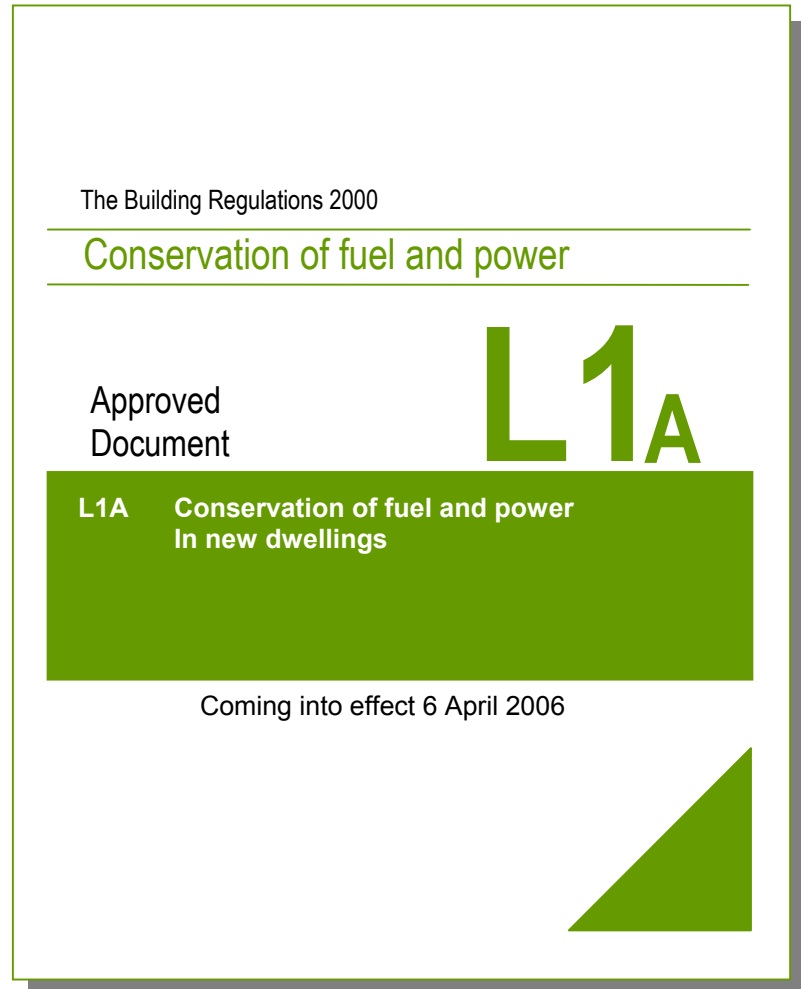 The Building Regulations 2000
Conservation of fuel and power
Approved
Document
L1A
L1A Conservation of fuel and power
In new dwellings
Coming into effect 6 April 2006